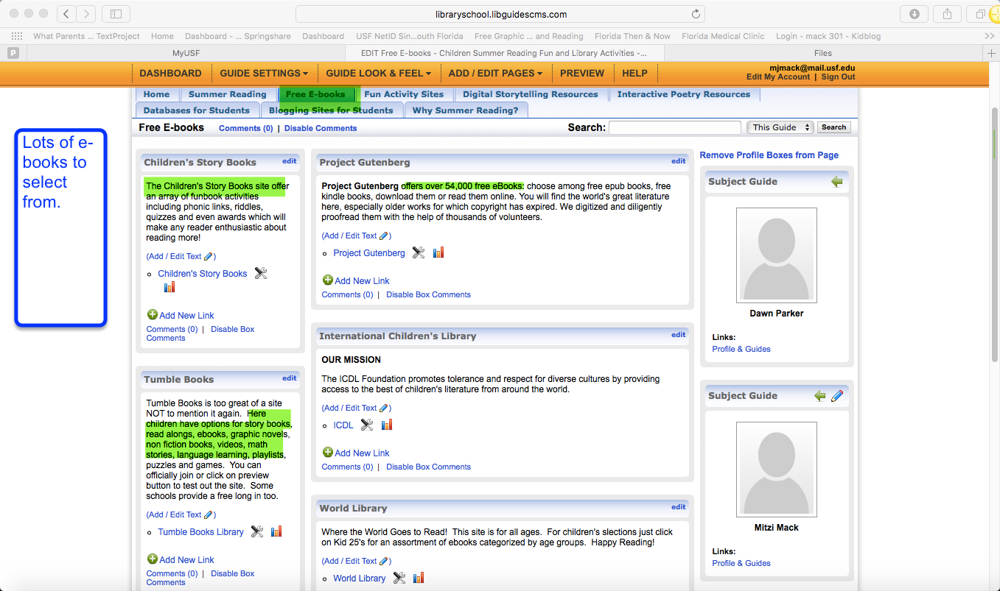 libraryschool.libguidescms.com
What Parents ... TextProject Home Dashboard - ... Springshare Dashboard USF NetID Sin...outh Florida Free Graphic ... and Reading Florida Then & Now Florida Medical Clinic Login - mack 301 - Kidblog
P MyUSF EDIT Free E-books - Children Summer Reading Fun and Library Activities -... Files
DASHBOARD GUIDE SETTINGS GUIDE LOOK & FEEL ADD / EDIT PAGES PREVIEW HELP
mjmack@mail.usf.edu
Edit My Account | Sign Out
Home Summer Reading Free E-books Fun Activity Sites Digital Storytelling Resources Interactive Poetry Resources
Databases for Students Blogging Sites for Students Why Summer Reading?
Free E-books Comments (0) | Disable Comments Search: This Guide Search
Lots of e-
books to
select
from.
Children's Story Books edit
The Children's Story Books site offer
an array of funbook activities
including phonic links, riddles,
quizzes and even awards which will
make any reader enthusiastic about
reading more!
(Add / Edit Text )
Children's Story Books
Add New Link
Comments (0) | Disable Box
Comments
Tumble Books edit
Tumble Books is too great of a site
NOT to mention it again. Here
children have options for story books,
read alongs, ebooks, graphic novels,
non fiction books, videos, math
stories, language learning, playlists,
puzzles and games. You can
officially join or click on preview
button to test out the site. Some
schools provide a free long in too.
(Add / Edit Text )
Tumble Books Library
Add New Link
Comments (0) | Disable Box
Comments
Project Gutenberg edit
Project Gutenberg offers over 54,000 free eBooks: choose among free epub books, free
kindle books, download them or read them online. You will find the world's great literature
here, especially older works for which copyright has expired. We digitized and diligently
proofread them with the help of thousands of volunteers.
(Add / Edit Text )
Project Gutenberg
Add New Link
Comments (0) | Disable Box Comments
International Children's Library edit
OUR MISSION
The ICDL Foundation promotes tolerance and respect for diverse cultures by providing
access to the best of children's literature from around the world.
(Add / Edit Text )
ICDL
Add New Link
Comments (0) | Disable Box Comments
World Library edit
Where the World Goes to Read! This site is for all ages. For children's slections just click
on Kid 25's for an assortment of ebooks categorized by age groups. Happy Reading!
(Add / Edit Text )
World Library
Remove Profile Boxes from Page
Subject Guide
Dawn Parker
Links:
Profile & Guides
Subject Guide
Mitzi Mack
Links:
Profile & Guides